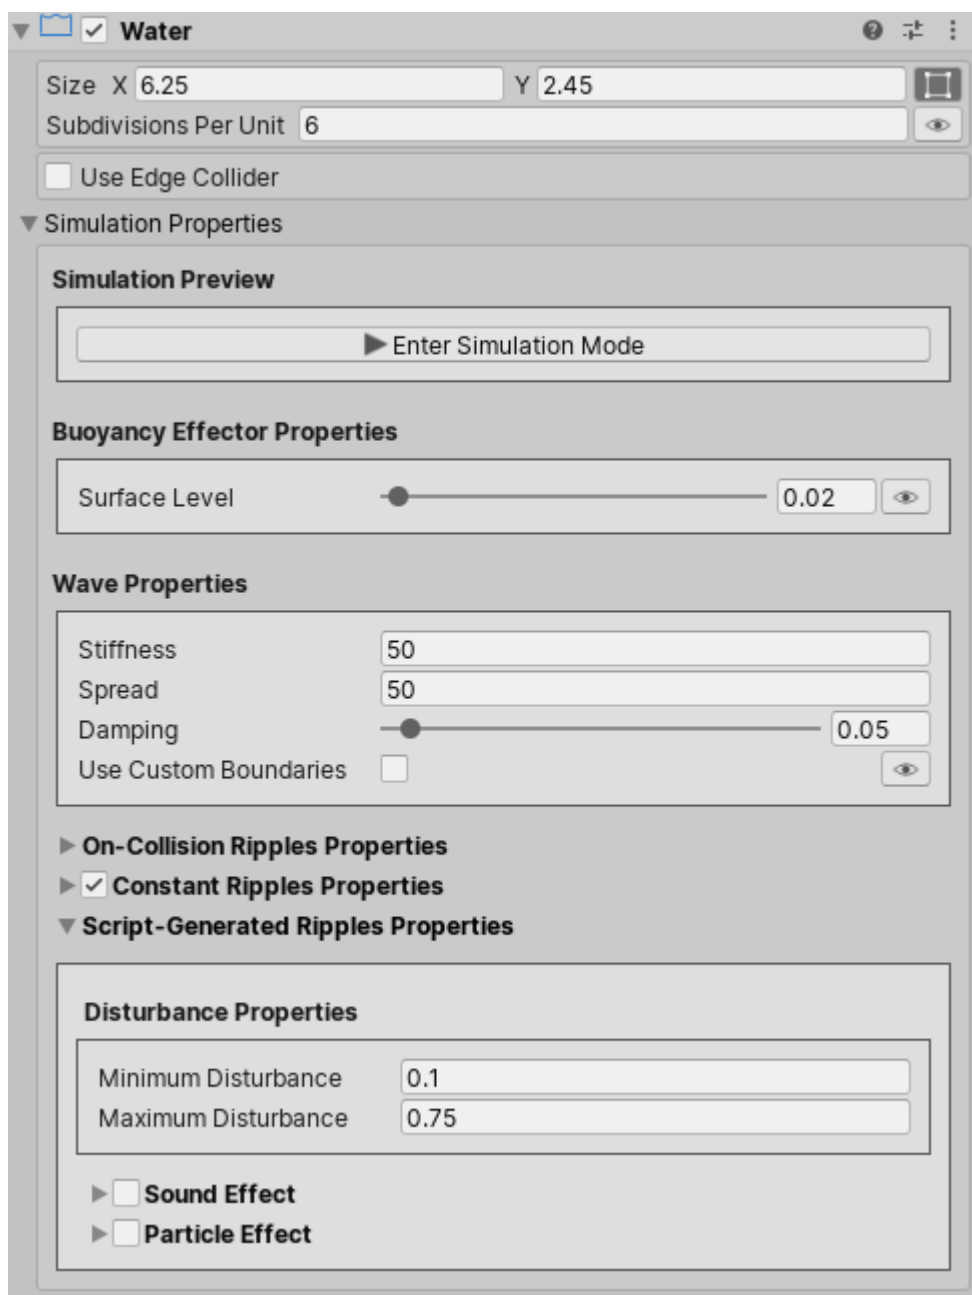 Water
Size X 6.25 Y 2.45
Subdivisions Per Unit 6
Use Edge Collider
Simulation Properties
Simulation Preview
Enter Simulation Mode
Buoyancy Effector Properties
Surface Level 0.02
Wave Properties
Stiffness 50
Spread 50
Damping 0.05
Use Custom Boundaries
On-Collision Ripples Properties
Constant Ripples Properties
Script-Generated Ripples Properties
Disturbance Properties
Minimum Disturbance 0.1
Maximum Disturbance 0.75
Sound Effect
Particle Effect